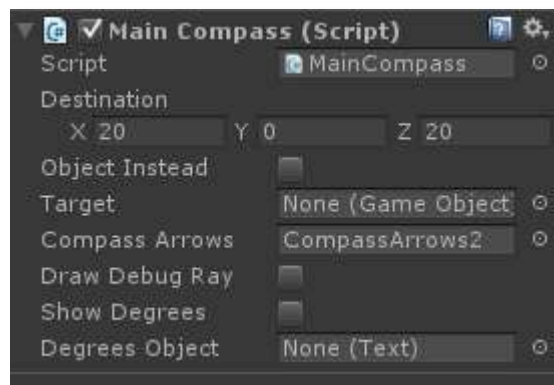 Main Compass (Script)
Script MainCompass
Destination
X 20 Y 0 Z 20
Object Instead
Target None (Game Object
Compass Arrows CompassArrows2
Draw Debug Ray
Show Degrees
Degrees Object None (Text)